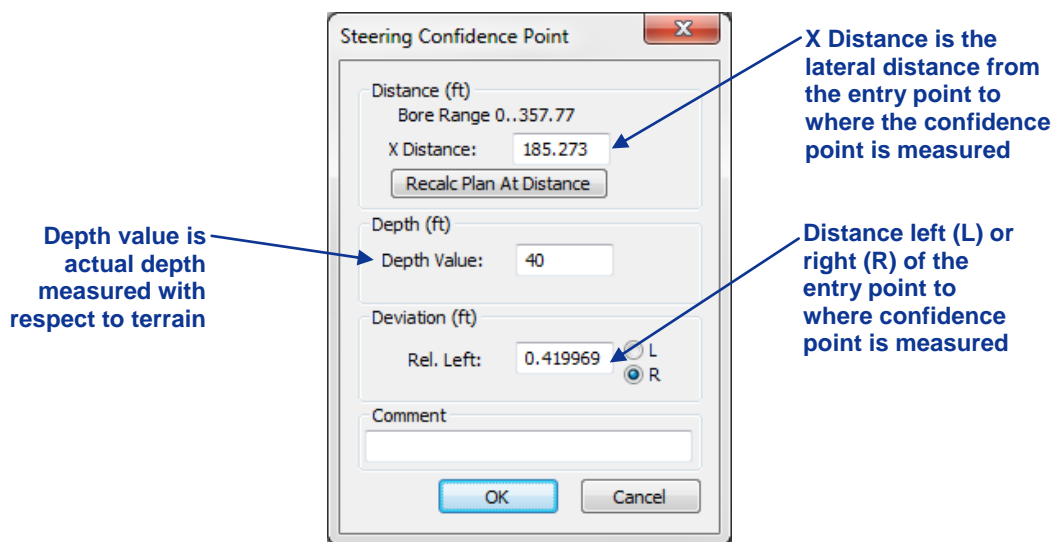 Steering Confidence Point
Distance (ft)
Bore Range 0..357.77
X Distance: 185.273
Recalc Plan At Distance
Depth (ft)
Depth Value: 40
Deviation (ft)
Rel. Left: 0.419969
L
R
Comment
OK Cancel
X Distance is the
lateral distance from
the entry point to
where the confidence
point is measured
Depth value is
actual depth
measured with
respect to terrain
Distance left (L) or
right (R) of the
entry point to
where confidence
point is measured